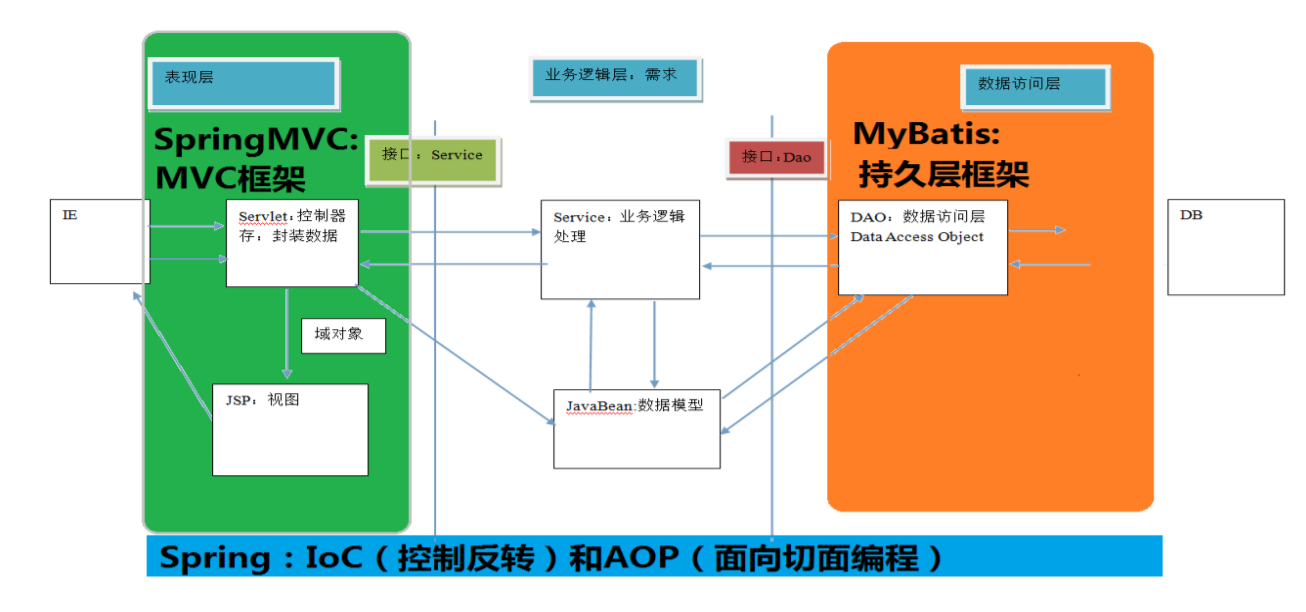 表现层
业务逻辑层：需求
数据访问层
SpringMVC:
MVC框架
接口：Service
接口：Dao
MyBatis:
持久层框架
IE
Servlet：控制器
存：封装数据
Service：业务逻辑
处理
DAO：数据访问层
Data Access Object
DB
域对象
JSP：视图
JavaBean:数据模型
Spring：IoC（控制反转）和AOP（面向切面编程）